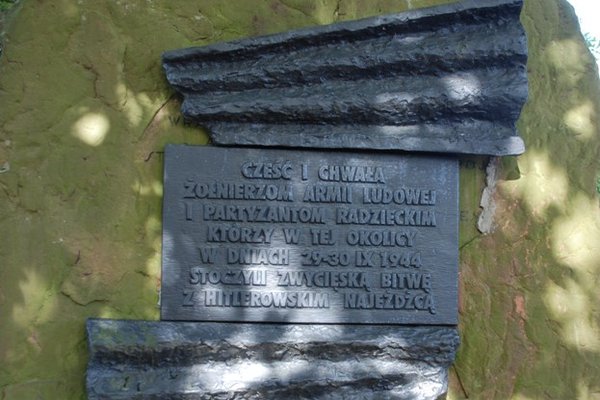 CZEŚĆ I CHWAŁA
ŻOŁNIERZOM ARMII LUDOWEJ
I PARTYZANTOM RADZIECKIM
KTÓRZY W TEJ OKOLICY
W DNIACH 29-30 IX 1944
STOCZYLI ZWYCIĘSKĄ BITWĘ
Z HITLEROWSKIM NAJEŹDŹCĄ